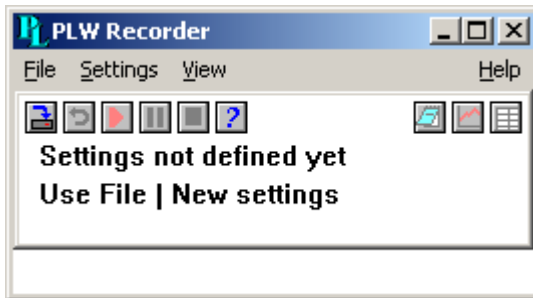 PLW Recorder
File Settings View Help
?
Settings not defined yet
Use File | New settings